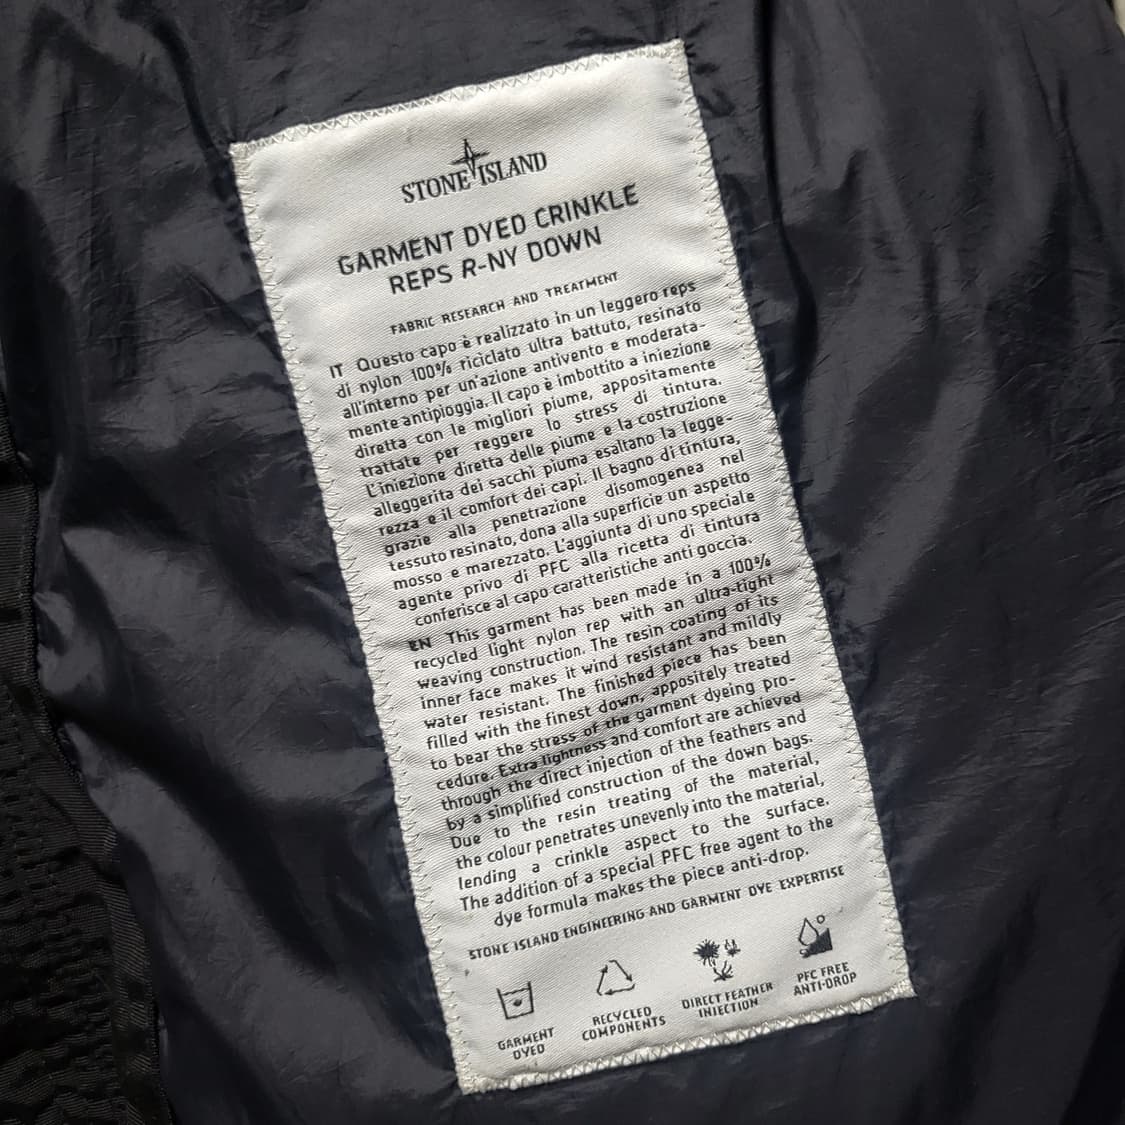 STONE ISLAND
GARMENT DYED CRINKLE
REPS R-NY DOWN
FABRIC RESEARCH AND TREATMENT
IT Questo capo è realizzato in un leggero reps
di nylon 100% riciclato ultra battuto, resinato
all'interno per un'azione antivento e moderata-
mente antipioggia. Il capo è imbottito a iniezione
diretta con le migliori piume, appositamente
trattate per reggere lo stress di tintura.
L'iniezione diretta delle piume e la costruzione
alleggerita dei sacchi piuma esaltano la legge-
rezza e il comfort dei capi. Il bagno di tintura,
grazie alla penetrazione disomogenea nel
tessuto resinato, dona alla superficie un aspetto
mosso e marezzato. L'aggiunta di uno speciale
agente privo di PFC alla ricetta di tintura
conferisce al capo caratteristiche anti goccia.
EN This garment has been made in a 100%
recycled light nylon rep with an ultra-tight
weaving construction. The resin coating of its
inner face makes it wind resistant and mildly
water resistant. The finished piece has been
filled with the finest down, appositely treated
to bear the stress of the garment dyeing pro-
cedure. Extra lightness and comfort are achieved
through the direct injection of the feathers and
by a simplified construction of the down bags.
Due to the resin treating of the material,
the colour penetrates unevenly into the material,
lending a crinkle aspect to the surface.
The addition of a special PFC free agent to the
dye formula makes the piece anti-drop.
STONE ISLAND ENGINEERING AND GARMENT DYE EXPERTISE
GARMENT
DYED
RECYCLED
COMPONENTS
DIRECT FEATHER
INJECTION
PFC FREE
ANTI-DROP